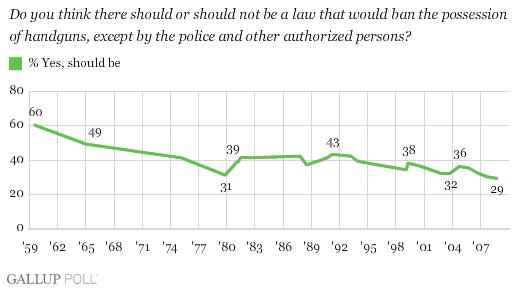 Do you think there should or should not be a law that would ban the possession
of handguns, except by the police and other authorized persons?
% Yes, should be
80
60
60
49
39
43
38
36
40
31
32
29
20
0
'59 '62 '65 '68 '71 '74 '77 '80 '83 '86 '89 '92 '95 '98 '01 '04 '07
GALLUP POLL